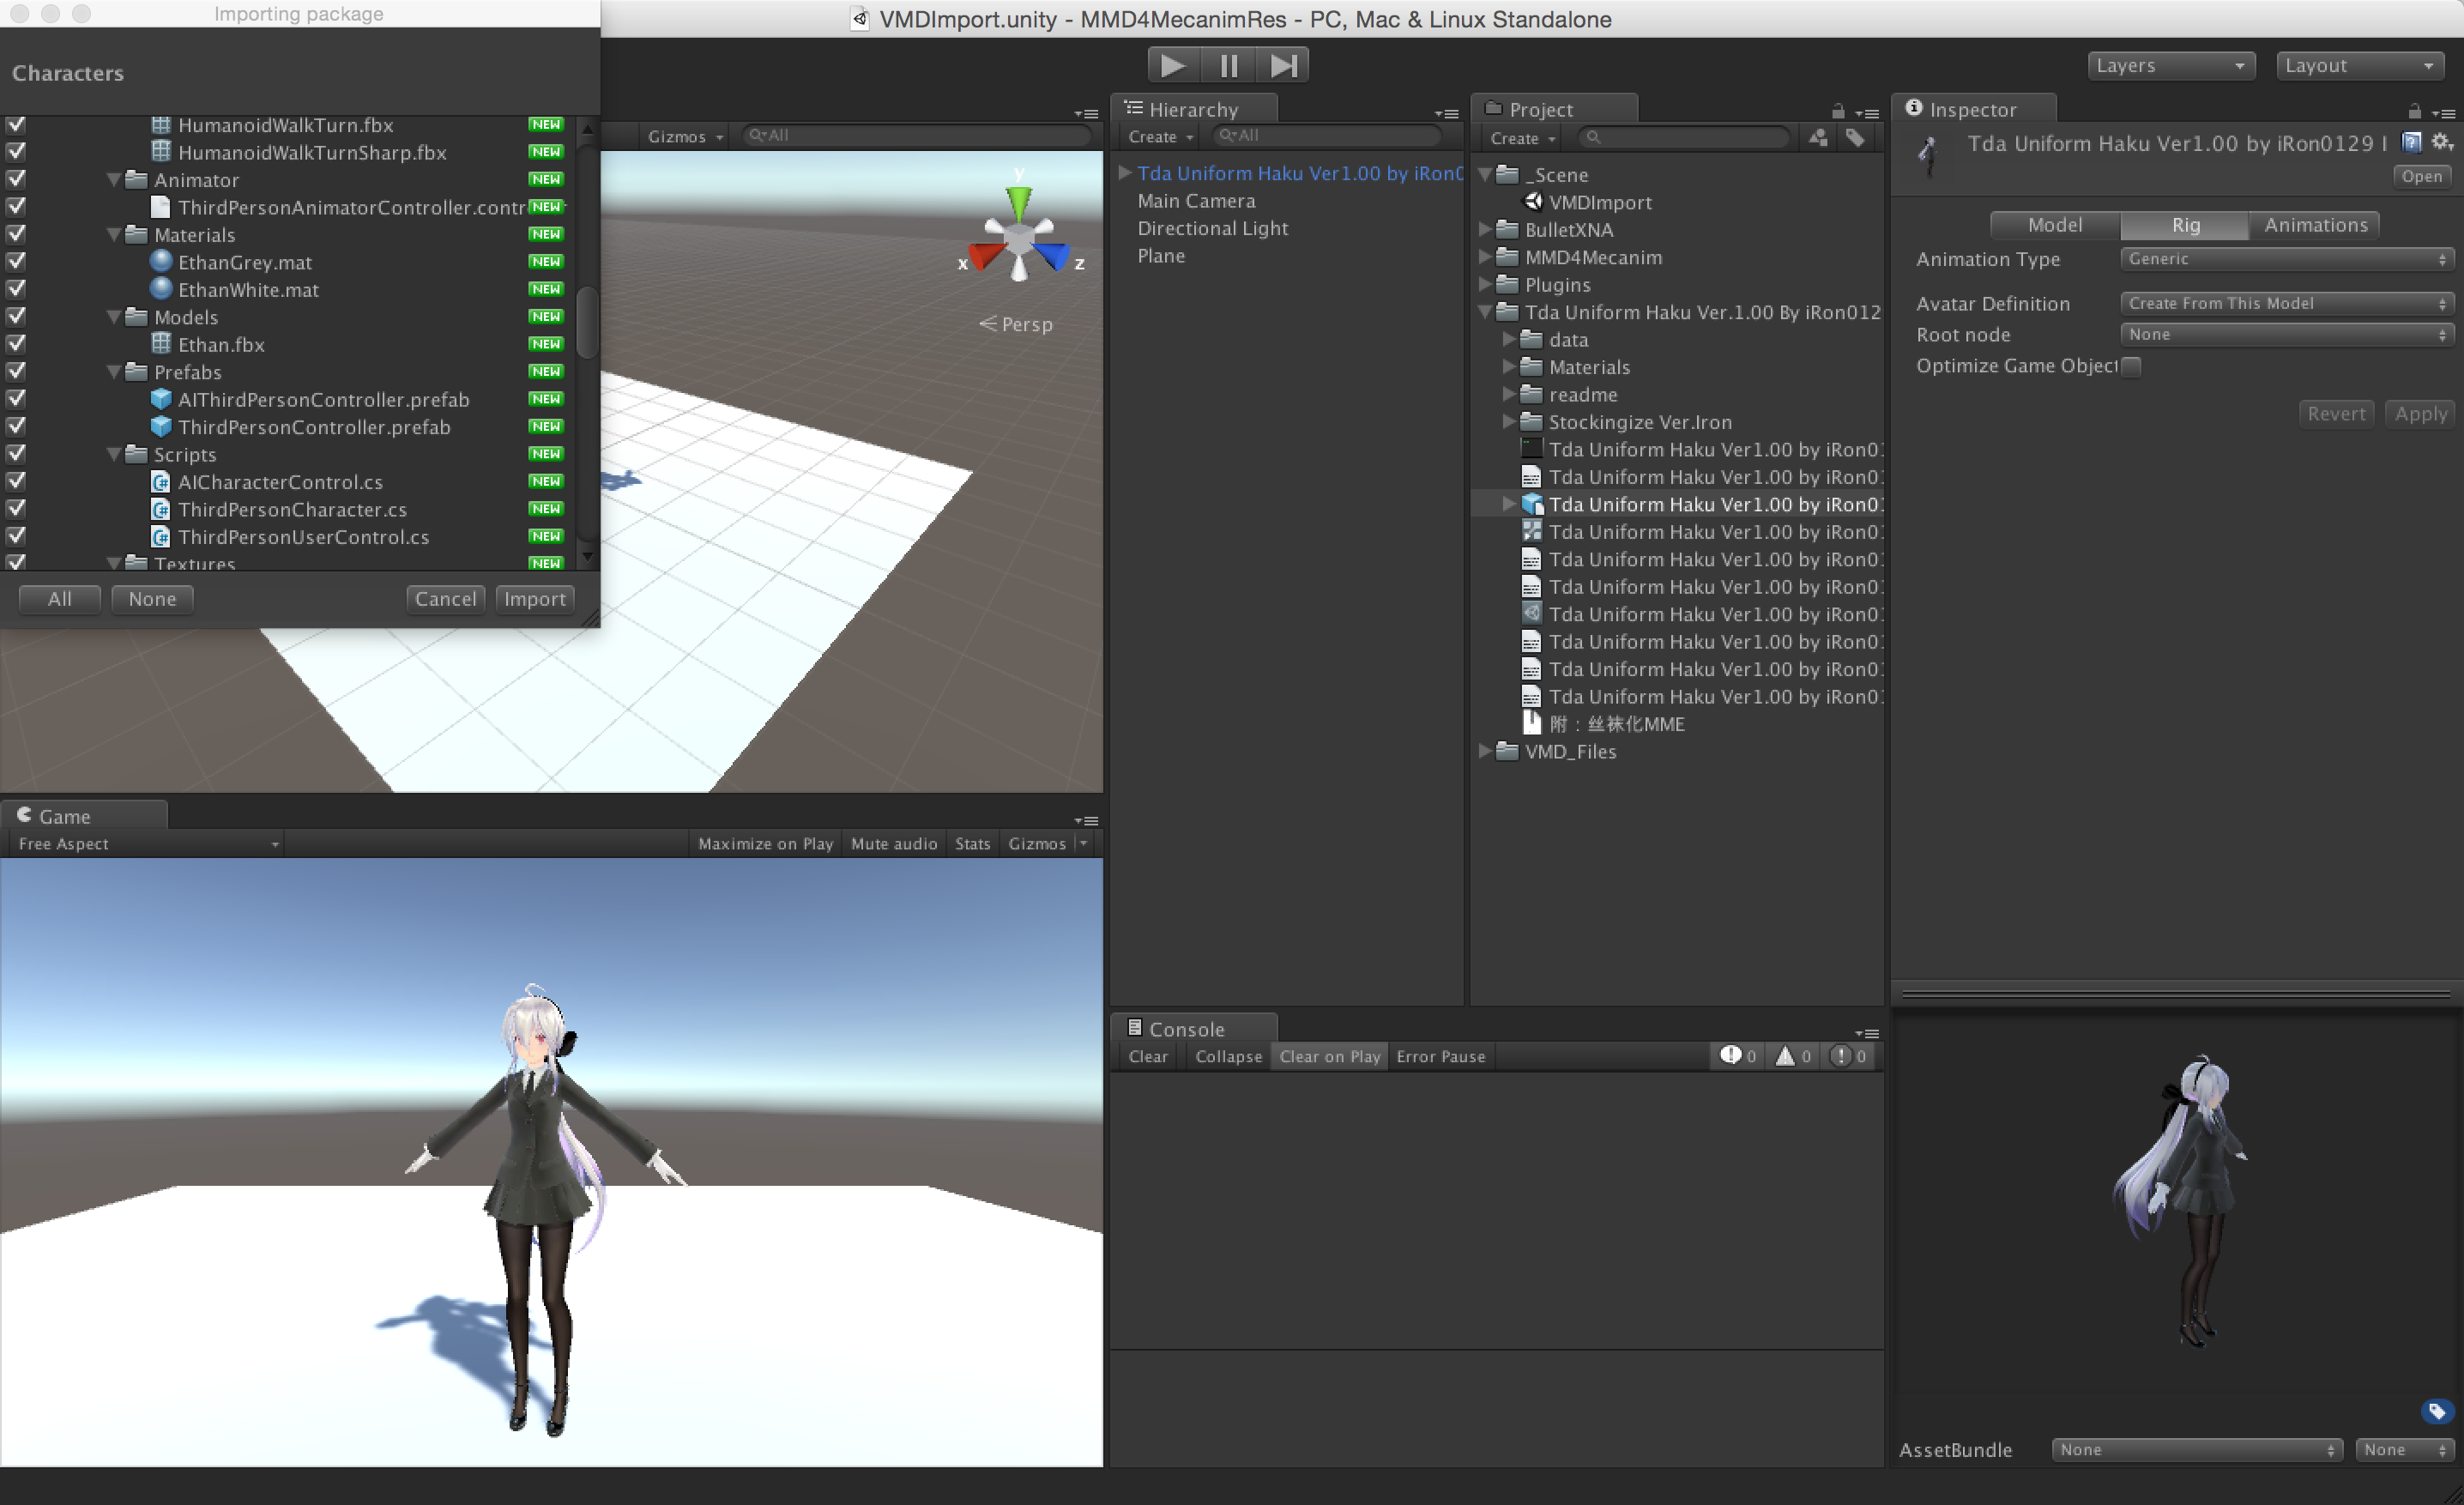 Importing package
VMDImport.unity - MMD4MecanimRes - PC, Mac & Linux Standalone
Characters
HumanoidWalkTurn.fbx NEW
HumanoidWalkTurnSharp.fbx NEW
Animator NEW
ThirdPersonAnimatorController.contr NEW
Materials NEW
EthanGrey.mat NEW
EthanWhite.mat NEW
Models NEW
Ethan.fbx NEW
Prefabs NEW
AIThirdPersonController.prefab NEW
ThirdPersonController.prefab NEW
Scripts NEW
AICharacterControl.cs NEW
ThirdPersonCharacter.cs NEW
ThirdPersonUserControl.cs NEW
Textures NEW
All None Cancel Import
Layers Layout
Gizmos All
y
x z
Persp
Game
Free Aspect Maximize on Play Mute audio Stats Gizmos
Hierarchy
Create All
Tda Uniform Haku Ver1.00 by iRon0
Main Camera
Directional Light
Plane
Project
Create
_Scene
VMDImport
BulletXNA
MMD4Mecanim
Plugins
Tda Uniform Haku Ver.1.00 By iRon012
data
Materials
readme
Stockingize Ver.Iron
Tda Uniform Haku Ver1.00 by iRon01
Tda Uniform Haku Ver1.00 by iRon01
Tda Uniform Haku Ver1.00 by iRon01
Tda Uniform Haku Ver1.00 by iRon01
Tda Uniform Haku Ver1.00 by iRon01
Tda Uniform Haku Ver1.00 by iRon01
Tda Uniform Haku Ver1.00 by iRon01
Tda Uniform Haku Ver1.00 by iRon01
Tda Uniform Haku Ver1.00 by iRon01
Tda Uniform Haku Ver1.00 by iRon01
附：丝袜化MME
VMD_Files
Console
Clear Collapse Clear on Play Error Pause 0 0 0
Inspector
Tda Uniform Haku Ver1.00 by iRon0129 I
Open
Model Rig Animations
Animation Type Generic
Avatar Definition Create From This Model
Root node None
Optimize Game Object
Revert Apply
AssetBundle None None